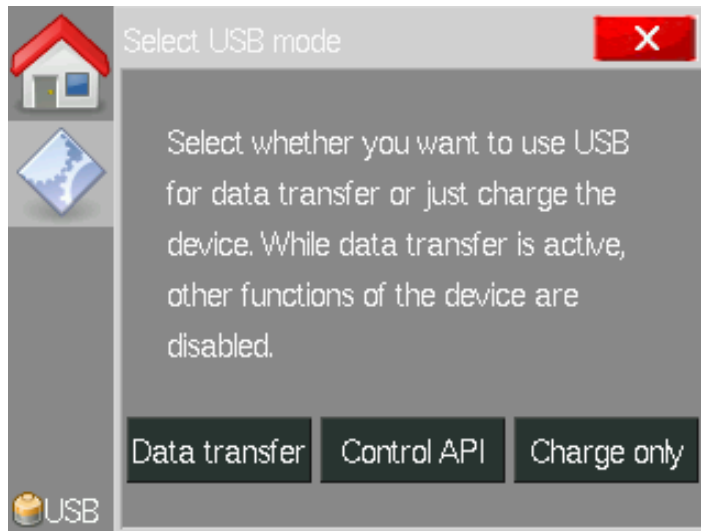 Select USB mode
X
Select whether you want to use USB
for data transfer or just charge the
device. While data transfer is active,
other functions of the device are
disabled.
Data transfer Control API Charge only
USB